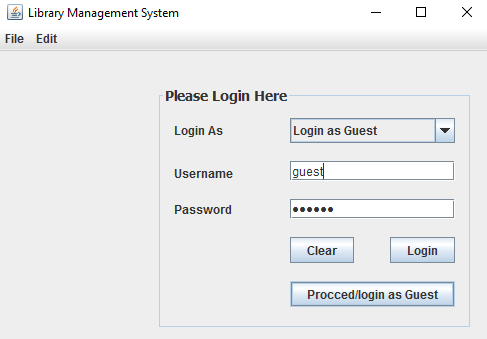 Library Management System
File Edit
Please Login Here
Login As Login as Guest
Username guest
Password ••••••
Clear Login
Procced/login as Guest